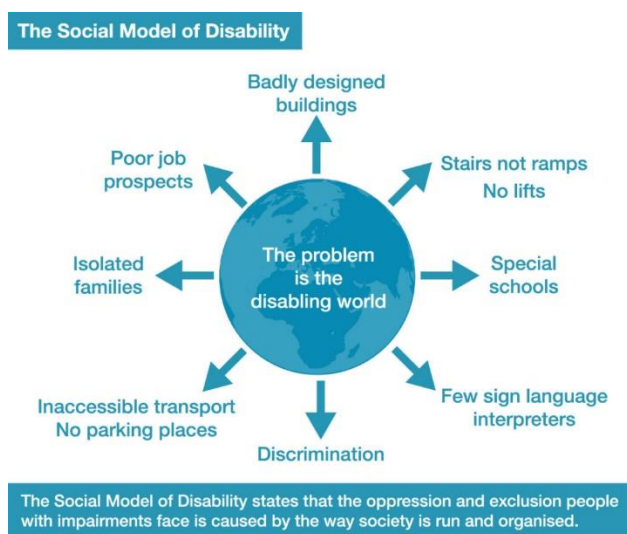 The Social Model of Disability
Badly designed
buildings
Stairs not ramps
No lifts
Special
schools
Few sign language
interpreters
Discrimination
Inaccessible transport
No parking places
Isolated
families
Poor job
prospects
The problem
is the
disabling world
The Social Model of Disability states that the oppression and exclusion people
with impairments face is caused by the way society is run and organised.